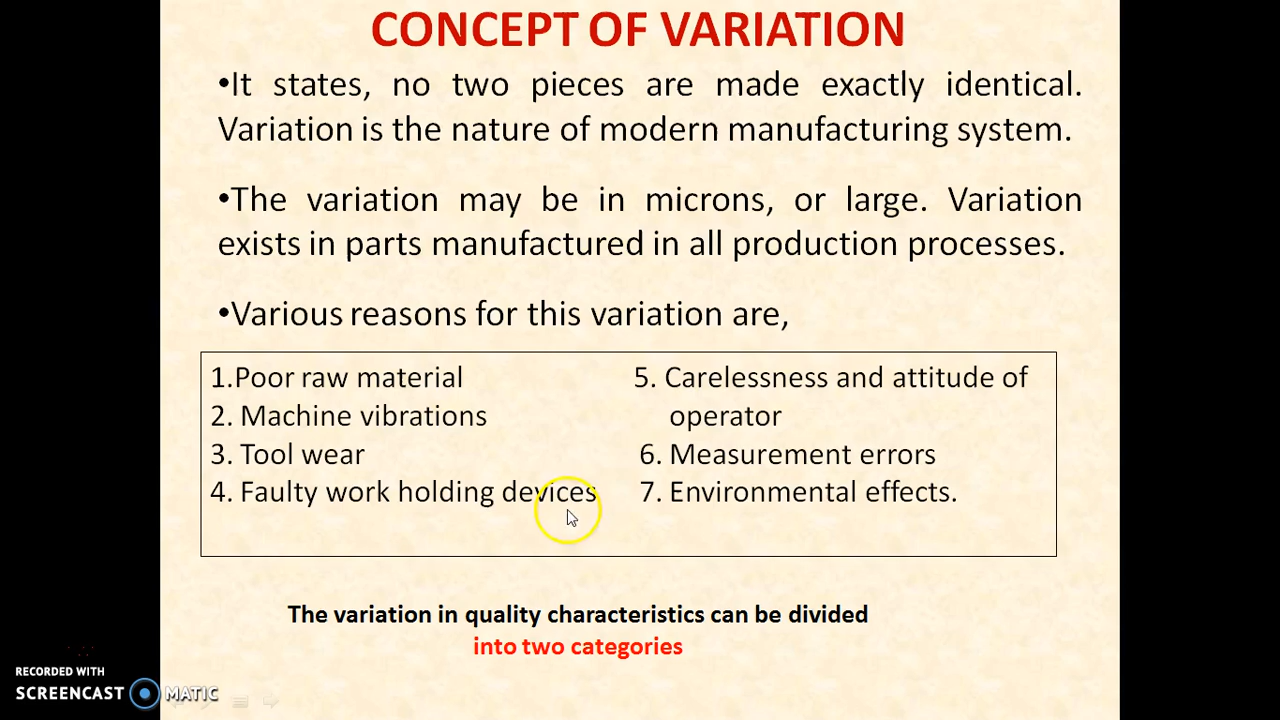 CONCEPT OF VARIATION
•It states, no two pieces are made exactly identical.
Variation is the nature of modern manufacturing system.
•The variation may be in microns, or large. Variation
exists in parts manufactured in all production processes.
•Various reasons for this variation are,
1.Poor raw material
2. Machine vibrations
3. Tool wear
4. Faulty work holding devices
5. Carelessness and attitude of
operator
6. Measurement errors
7. Environmental effects.
The variation in quality characteristics can be divided
into two categories
RECORDED WITH
SCREENCAST MATIC